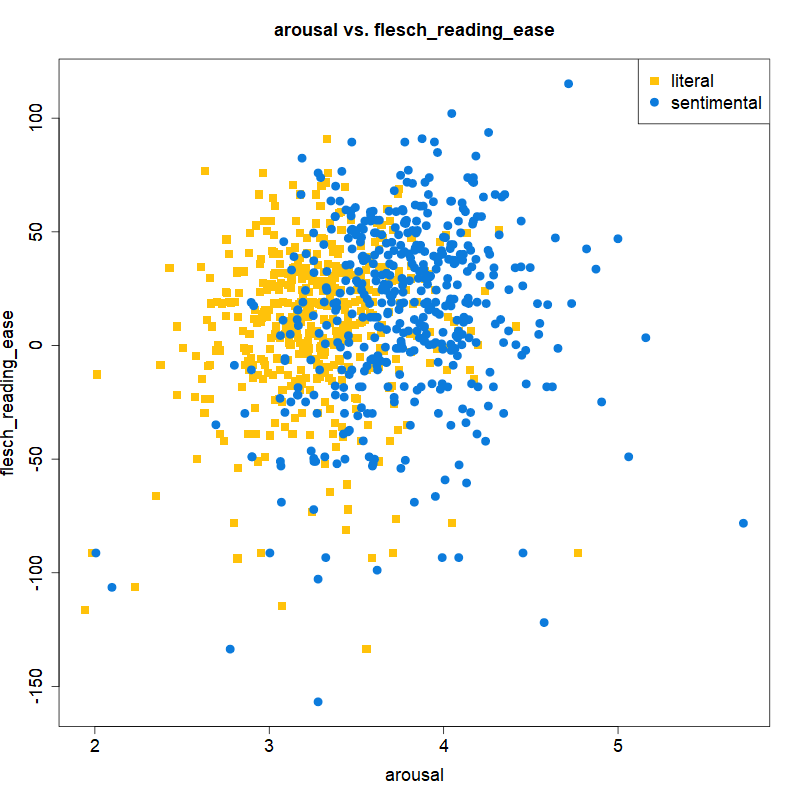 arousal vs. flesch_reading_ease
literal
sentimental
100
50
0
-50
-100
-150
flesch_reading_ease
2
3
4
5
arousal